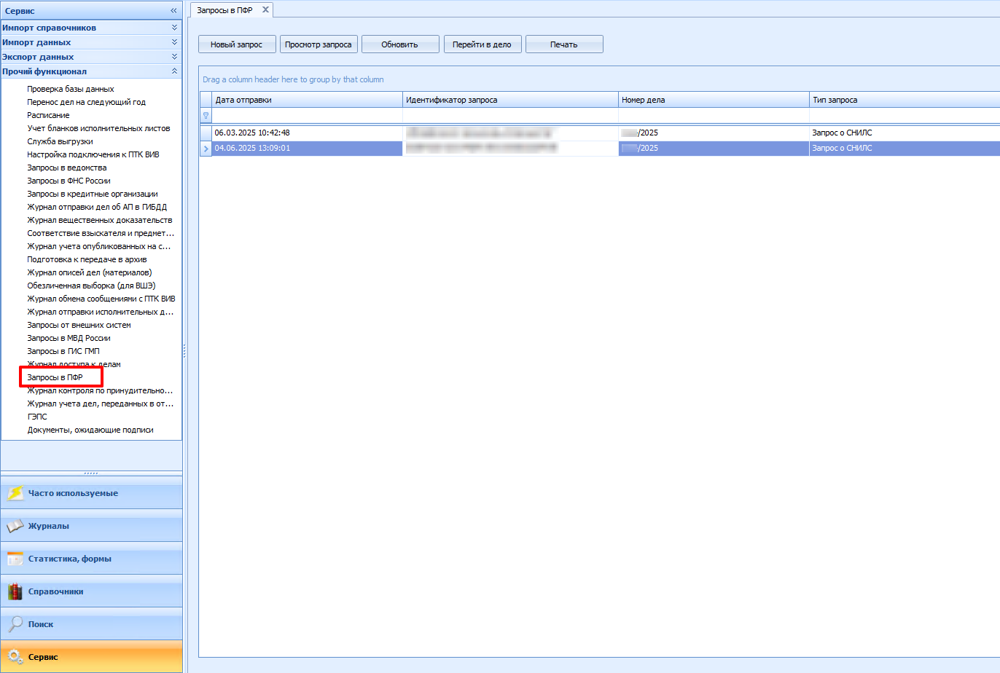 Сервис
Импорт справочников
Импорт данных
Экспорт данных
Прочий функционал
Проверка базы данных
Перенос дел на следующий год
Расписание
Учет бланков исполнительных листов
Служба выгрузки
Настройка подключения к ПТК ВИВ
Запросы в ведомства
Запросы в ФНС России
Запросы в кредитные организации
Журнал отправки дел об АП в ГИБДД
Журнал вещественных доказательств
Соответствие взыскателя и предмет...
Журнал учета опубликованных на с...
Подготовка к передаче в архив
Журнал описей дел (материалов)
Обезличенная выборка (для ВШЭ)
Журнал обмена сообщениями с ПТК ВИВ
Журнал отправки исполнительных д...
Запросы от внешних систем
Запросы в МВД России
Запросы в ГИС ГМП
Журнал доступа к делам
Запросы в ПФР
Журнал контроля по принудительно...
Журнал учета дел, переданных в от...
ГЭПС
Документы, ожидающие подписи
Часто используемые
Журналы
Статистика, формы
Справочники
Поиск
Сервис
Запросы в ПФР
Новый запрос Просмотр запроса Обновить Перейти в дело Печать
Drag a column header here to group by that column
Дата отправки Идентификатор запроса Номер дела Тип запроса
06.03.2025 10:42:48 /2025 Запрос о СНИЛС
04.06.2025 13:09:01 /2025 Запрос о СНИЛС